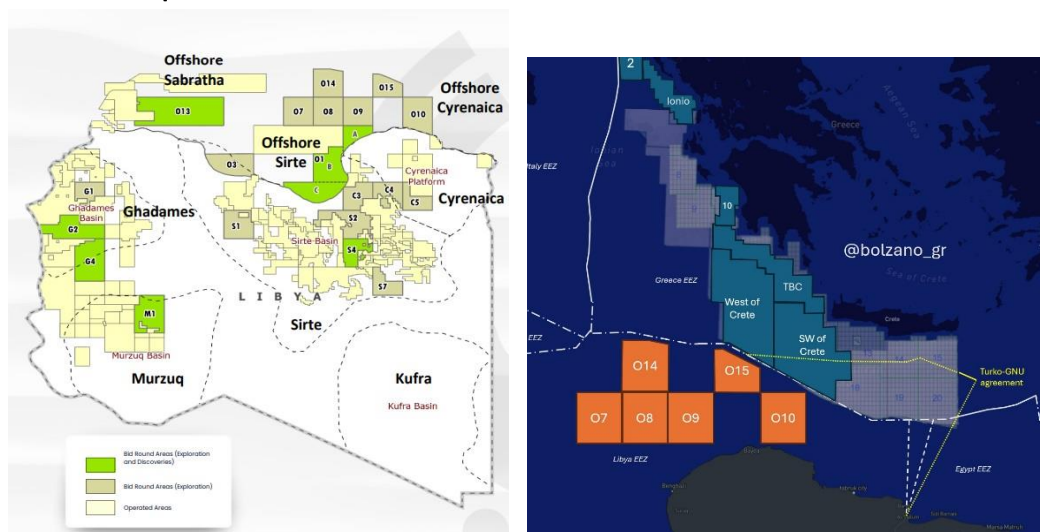 Offshore
Sabratha
O13
O14
O15
O7
O8
O9
O10
Offshore
Cyrenaica
A
Offshore
Sirte
O1
B
C
O3
G1
Ghadames
Basin
Ghadames
G2
G4
S1
Cyrenaica
Platform
C4
C3
C5
Cyrenaica
S2
Sirte Basin
S4
S7
L I B Y A
Sirte
M1
Murzuq Basin
Murzuq
Kufra
Kufra Basin
Bid Round Areas (Exploration
and Discoveries)
Bid Round Areas (Exploration)
Operated Areas
2
Ionio
Aegean Sea
Greece
Italy EEZ
10
@bolzano_gr
Sea of Crete
Greece EEZ
TBC
West of
Crete
Crete
SW of
Crete
EEZ
Turko-GNU
agreement
O14
O15
19
20
O7
O8
O9
O10
Libya EEZ
Egypt EEZ